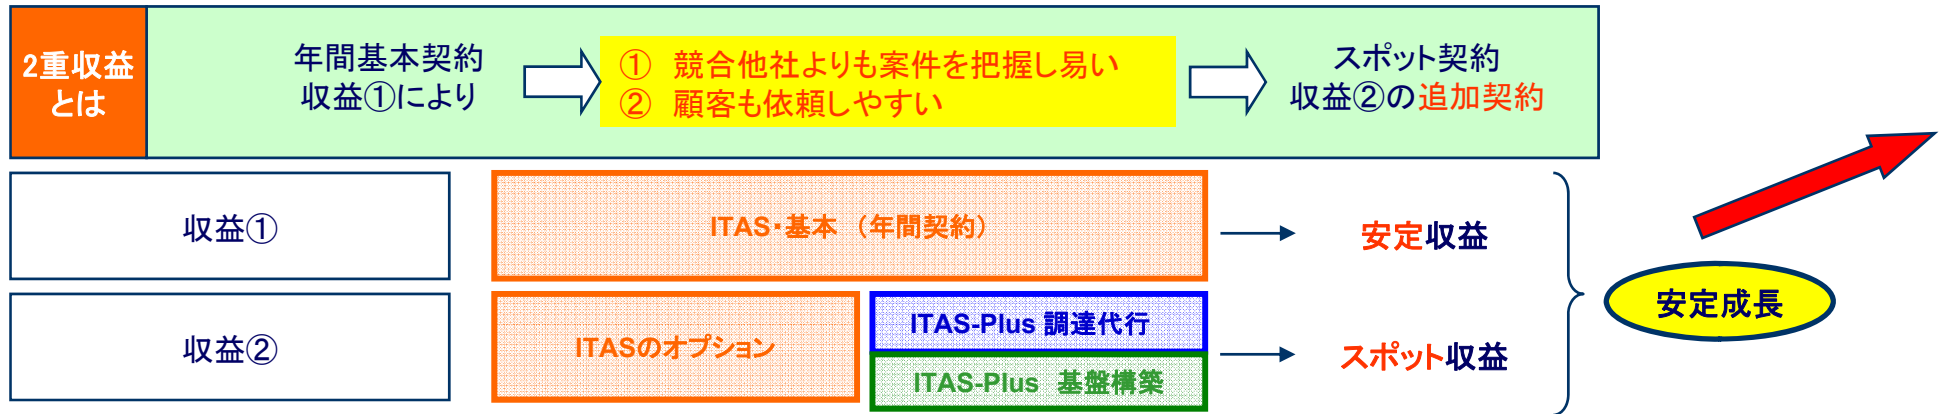 2重収益
とは
年間基本契約
収益①により
① 競合他社よりも案件を把握し易い
② 顧客も依頼しやすい
スポット契約
収益②の追加契約
収益①
ITAS・基本 (年間契約)
安定収益
収益②
ITASのオプション
ITAS-Plus 調達代行
ITAS-Plus 基盤構築
スポット収益
安定成長